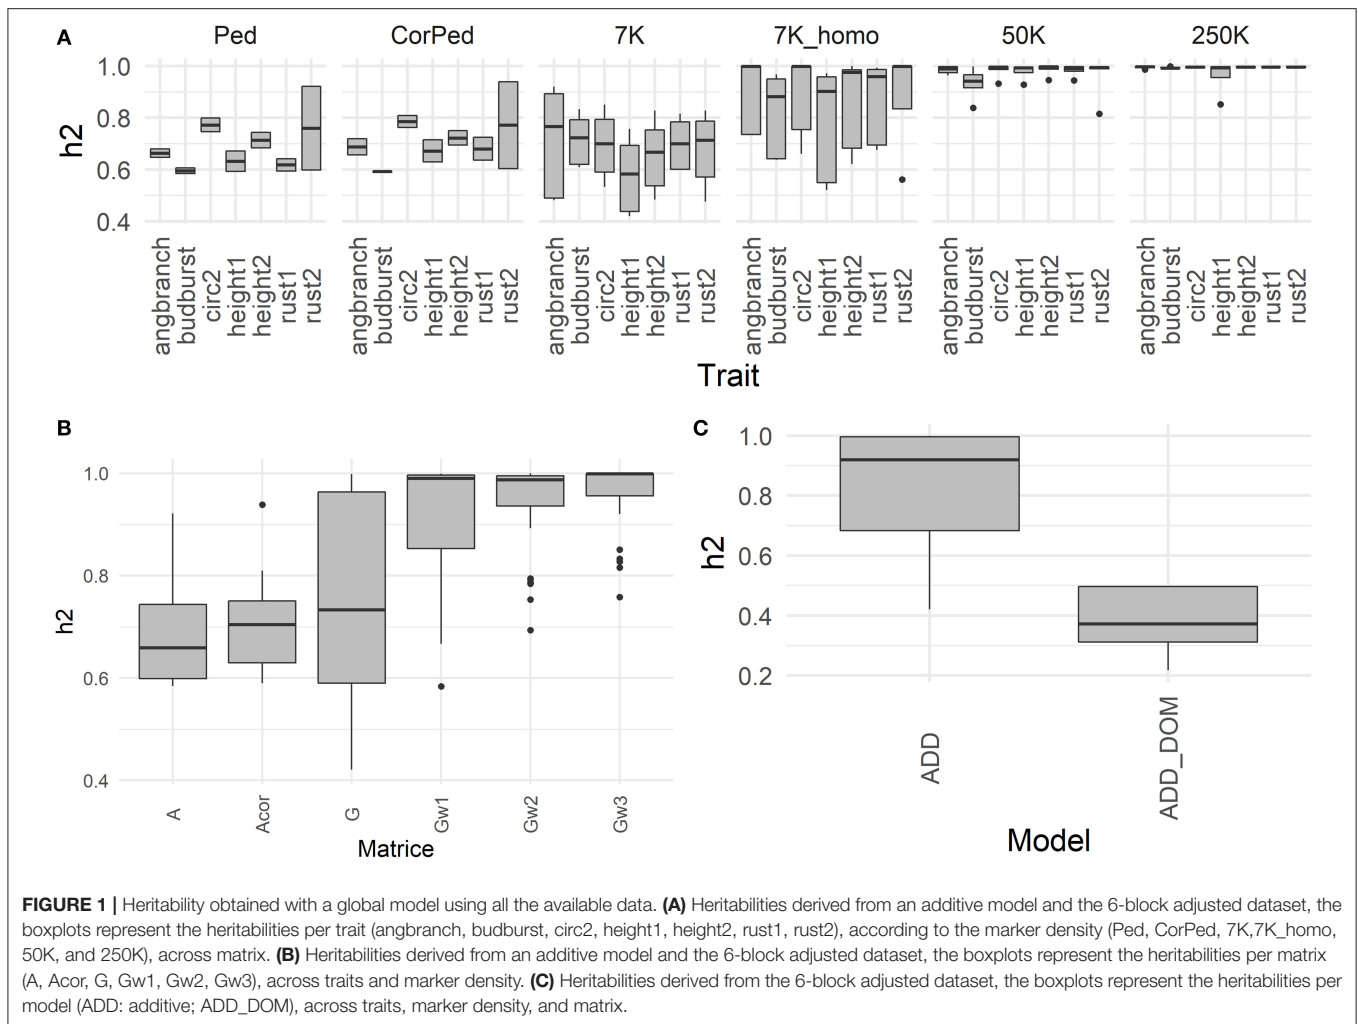 A
Ped CorPed 7K 7K_homo 50K 250K
1.0
0.8
0.6
0.4
h2
angbranch budburst circ2 height1 height2 rust1 rust2 angbranch budburst circ2 height1 height2 rust1 rust2 angbranch budburst circ2 height1 height2 rust1 rust2 angbranch budburst circ2 height1 height2 rust1 rust2 angbranch budburst circ2 height1 height2 rust1 rust2 angbranch budburst circ2 height1 height2 rust1 rust2
Trait
B
1.0
0.8
0.6
0.4
h2
A Acor G Gw1 Gw2 Gw3
Matrice
C
1.0
0.8
0.6
0.4
0.2
h2
ADD ADD_DOM
Model
FIGURE 1 | Heritability obtained with a global model using all the available data. (A) Heritabilities derived from an additive model and the 6-block adjusted dataset, the
boxplots represent the heritabilities per trait (angbranch, budburst, circ2, height1, height2, rust1, rust2), according to the marker density (Ped, CorPed, 7K,7K_homo,
50K, and 250K), across matrix. (B) Heritabilities derived from an additive model and the 6-block adjusted dataset, the boxplots represent the heritabilities per matrix
(A, Acor, G, Gw1, Gw2, Gw3), across traits and marker density. (C) Heritabilities derived from the 6-block adjusted dataset, the boxplots represent the heritabilities per
model (ADD: additive; ADD_DOM), across traits, marker density, and matrix.